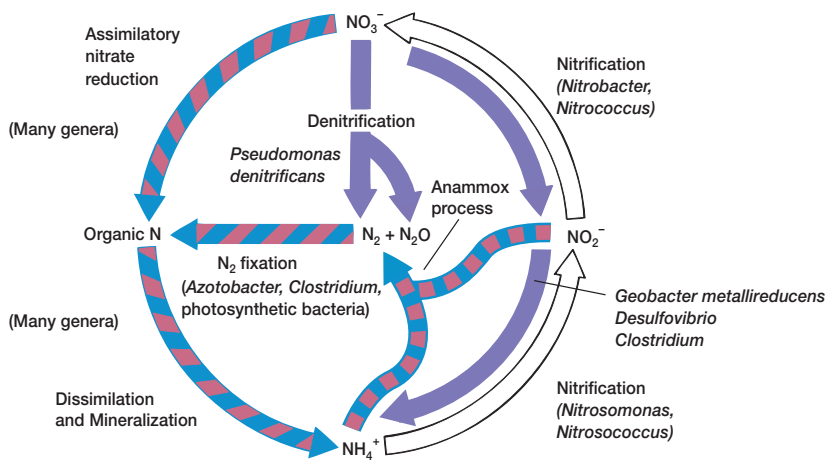 NO₃⁻
Assimilatory
nitrate
reduction
(Many genera)
Nitrification
(Nitrobacter,
Nitrococcus)
Denitrification
Pseudomonas
denitrificans
Anammox
process
Organic N
N₂ + N₂O
NO₂⁻
N₂ fixation
(Azotobacter, Clostridium,
photosynthetic bacteria)
Geobacter metallireducens
Desulfovibrio
Clostridium
(Many genera)
Dissimilation
and Mineralization
Nitrification
(Nitrosomonas,
Nitrosococcus)
NH₄⁺